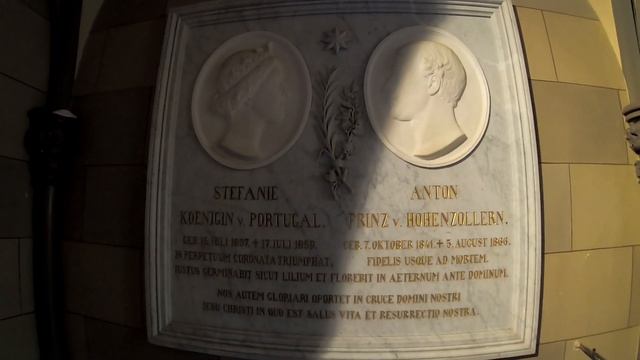 STEFANIE ANTON
KOENIGIN v. PORTUGAL. PRINZ v. HOHENZOLLERN.
GEB. 15. JULI 1837. + 17. JULI 1859. GEB. 7. OKTOBER 1841. + 5. AUGUST 1866.
IN PERPETUUM CORONATA TRIUMPHAT, FIDELIS USQUE AD MORTEM.
IUSTUS GERMINABIT SICUT LILIUM ET FLOREBIT IN AETERNUM ANTE DOMINUM.
NOS AUTEM GLORIARI OPORTET IN CRUCE DOMINI NOSTRI
JESU CHRISTI IN QUO EST SALUS VITA ET RESURRECTIO NOSTRA.